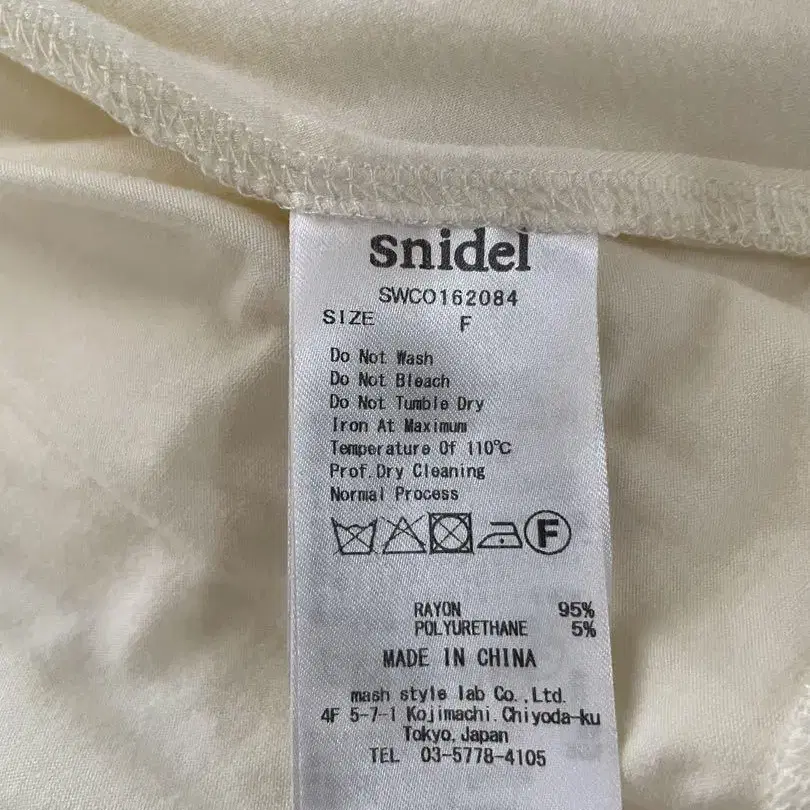 snidel
SWCO162084
SIZE F
Do Not Wash
Do Not Bleach
Do Not Tumble Dry
Iron At Maximum
Temperature Of 110℃
Prof.Dry Cleaning
Normal Process
F
RAYON 95%
POLYURETHANE 5%
MADE IN CHINA
mash style lab Co.,Ltd.
4F 5-7-1 Kojimachi.Chiyoda-ku
Tokyo,Japan
TEL 03-5778-4105